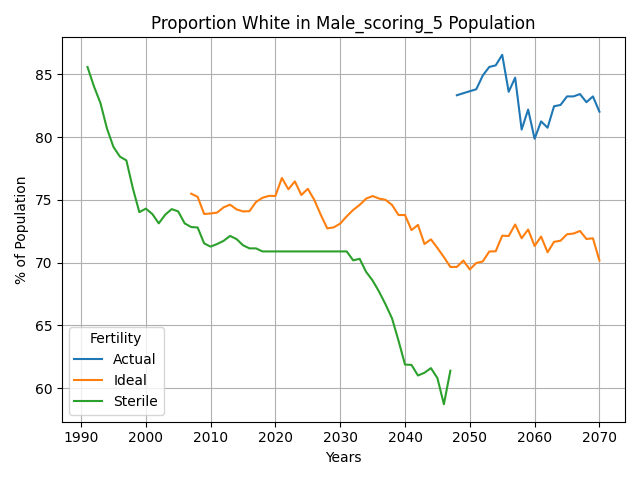 Proportion White in Male_scoring_5 Population
% of Population
85
80
75
70
65
60
Fertility
Actual
Ideal
Sterile
1990 2000 2010 2020 2030 2040 2050 2060 2070
Years